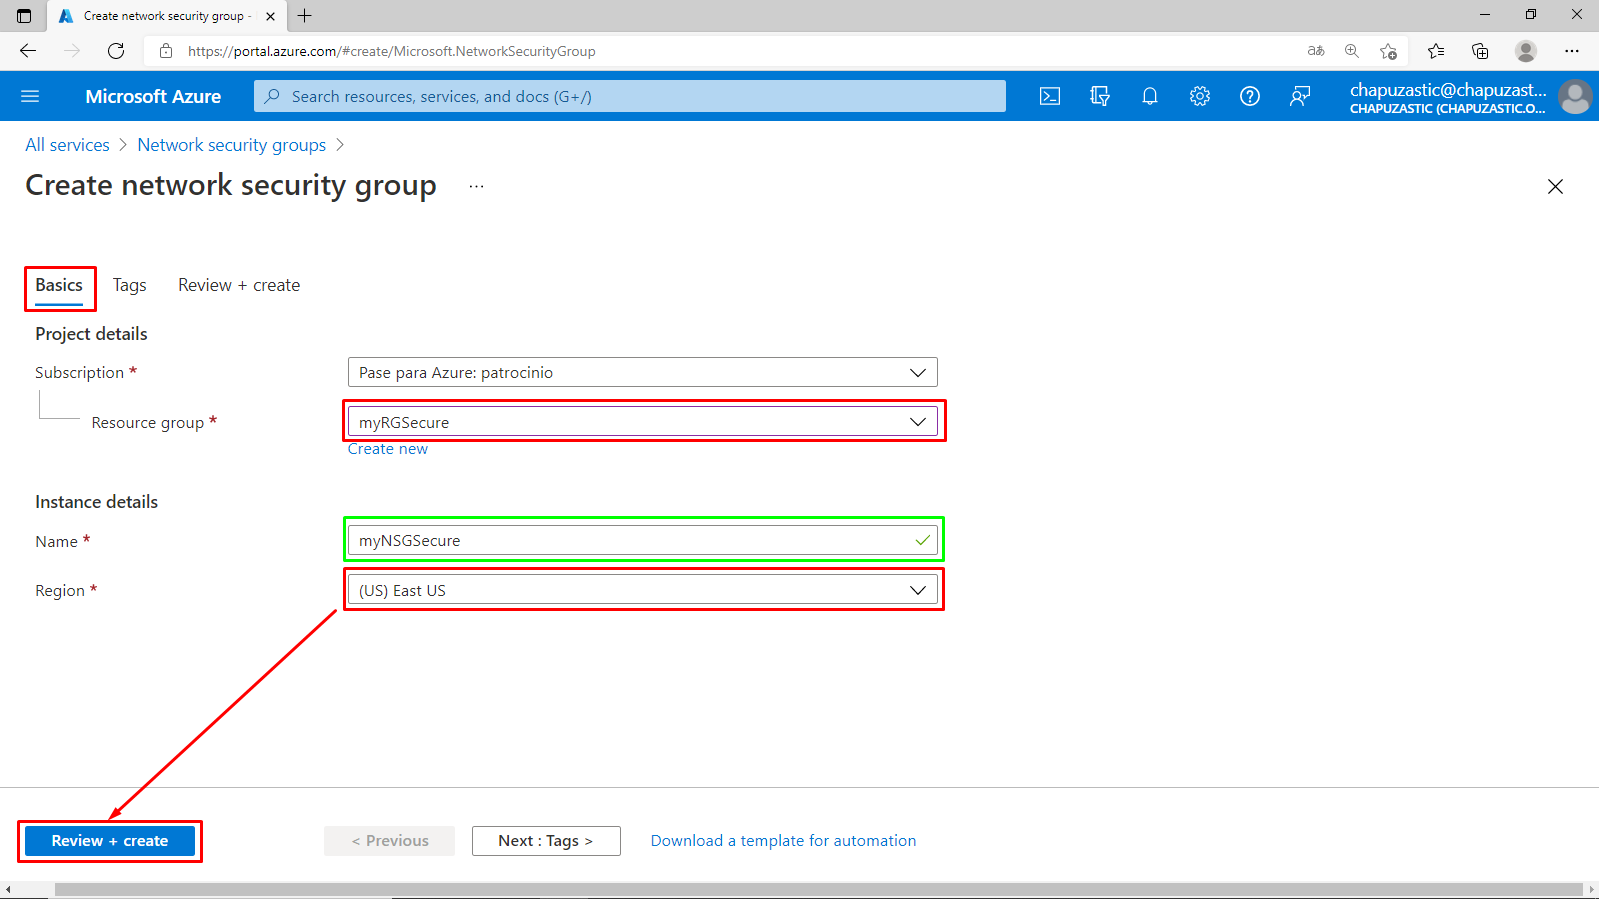 Create network security group -
https://portal.azure.com/#create/Microsoft.NetworkSecurityGroup
aあ
Microsoft Azure
Search resources, services, and docs (G+/)
chapuzastic@chapuzast...
CHAPUZASTIC (CHAPUZASTIC.O...
All services > Network security groups >
Create network security group ...
Basics
Tags
Review + create
Project details
Subscription *
Pase para Azure: patrocinio
Resource group *
myRGSecure
Create new
Instance details
Name *
myNSGSecure
Region *
(US) East US
Review + create
< Previous
Next : Tags >
Download a template for automation